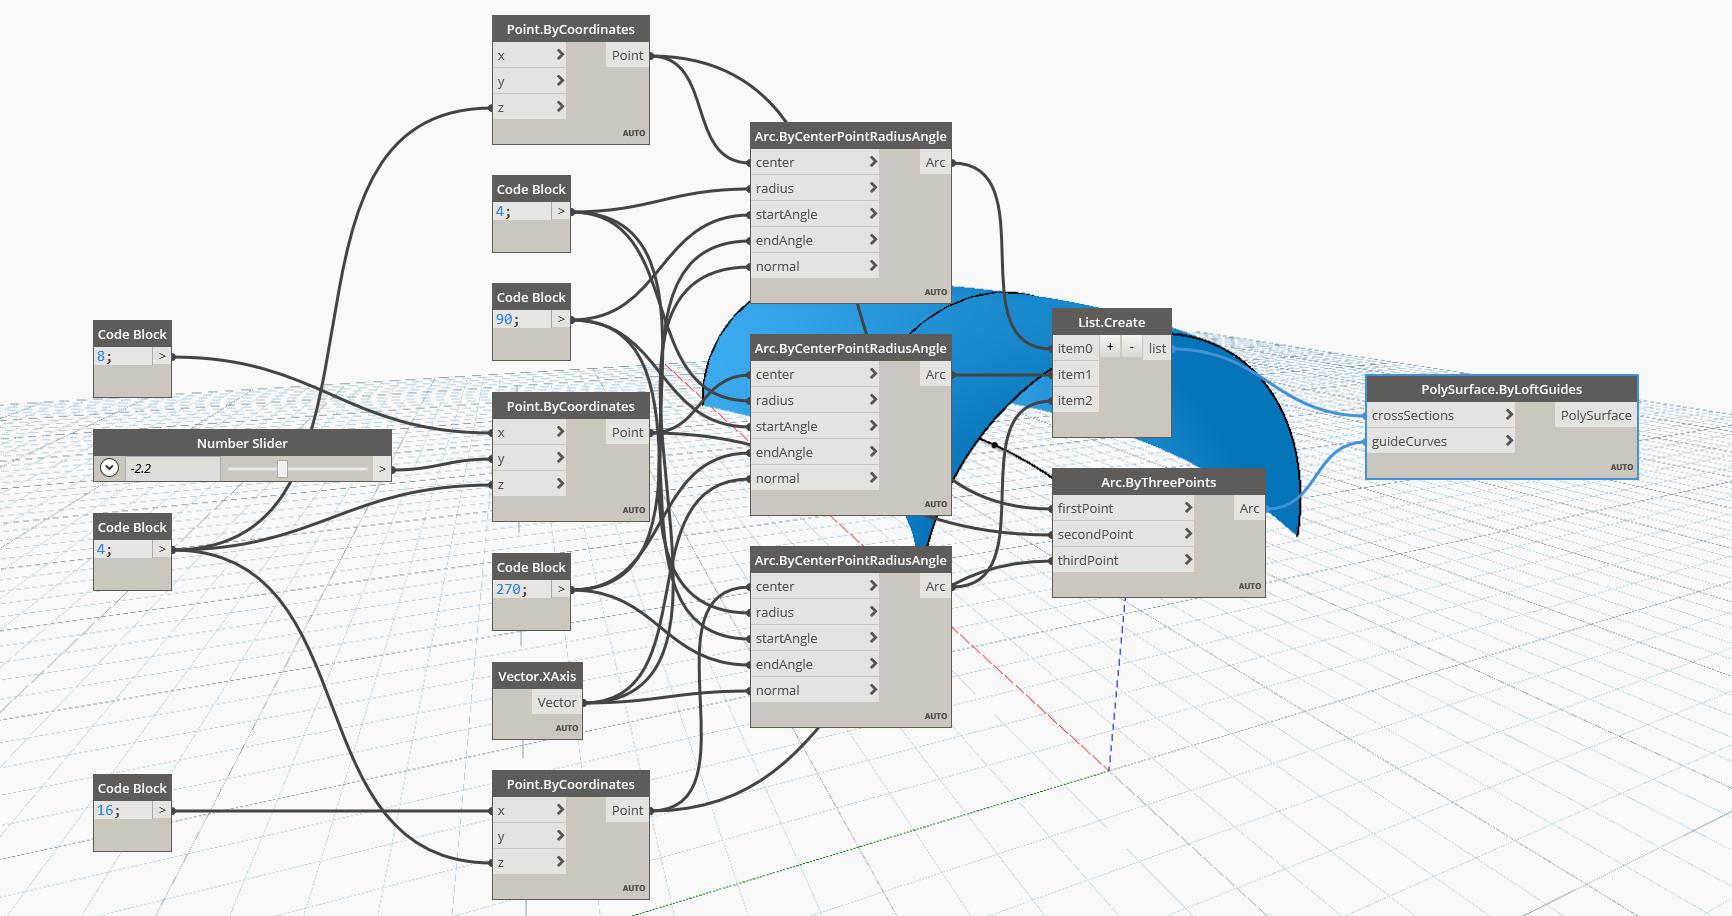 Point.ByCoordinates
x > Point
y >
z >
AUTO
Code Block
4; >
Code Block
90; >
Code Block
8; >
Number Slider
-2.2 >
Code Block
4; >
Point.ByCoordinates
x > Point
y >
z >
AUTO
Code Block
270; >
Vector.XAxis
Vector
AUTO
Code Block
16; >
Point.ByCoordinates
x > Point
y >
z >
AUTO
Arc.ByCenterPointRadiusAngle
center > Arc
radius >
startAngle >
endAngle >
normal >
AUTO
Arc.ByCenterPointRadiusAngle
center > Arc
radius >
startAngle >
endAngle >
normal >
AUTO
Arc.ByCenterPointRadiusAngle
center > Arc
radius >
startAngle >
endAngle >
normal >
AUTO
List.Create
item0 + - list
item1
item2
Arc.ByThreePoints
firstPoint > Arc
secondPoint >
thirdPoint >
AUTO
PolySurface.ByLoftGuides
crossSections > PolySurface
guideCurves >
AUTO